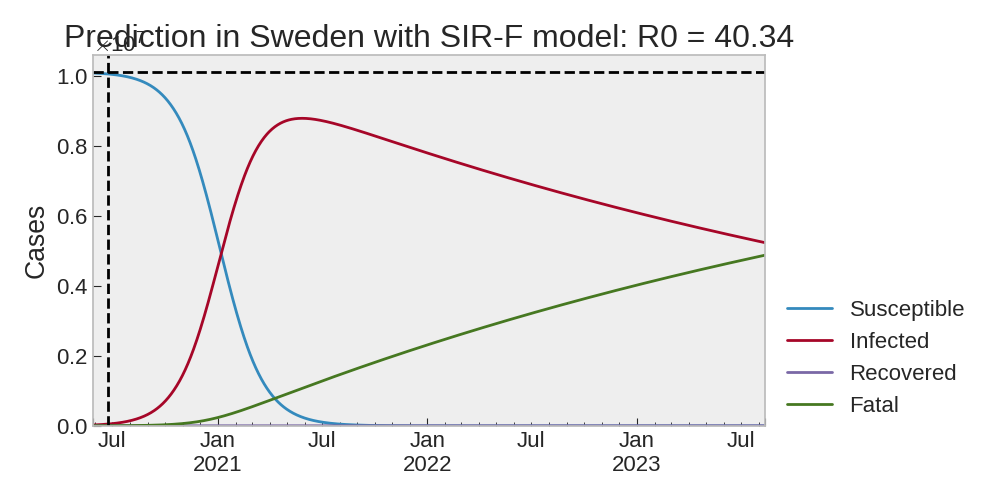 Prediction in Sweden with SIR-F model: R0 = 40.34
×10⁷
1.0
0.8
0.6
0.4
0.2
0.0
Cases
Jul
Jan
2021
Jul
Jan
2022
Jul
Jan
2023
Jul
Susceptible
Infected
Recovered
Fatal